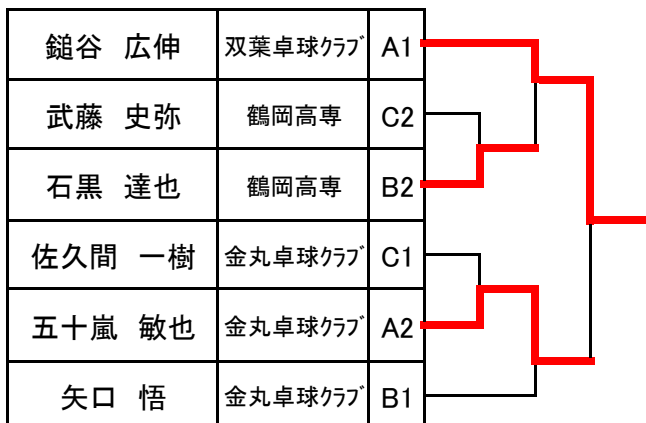 鎚谷 広伸 双葉卓球ｸﾗﾌﾞ A1
武藤 史弥 鶴岡高専 C2
石黒 達也 鶴岡高専 B2
佐久間 一樹 金丸卓球ｸﾗﾌﾞ C1
五十嵐 敏也 金丸卓球ｸﾗﾌﾞ A2
矢口 悟 金丸卓球ｸﾗﾌﾞ B1